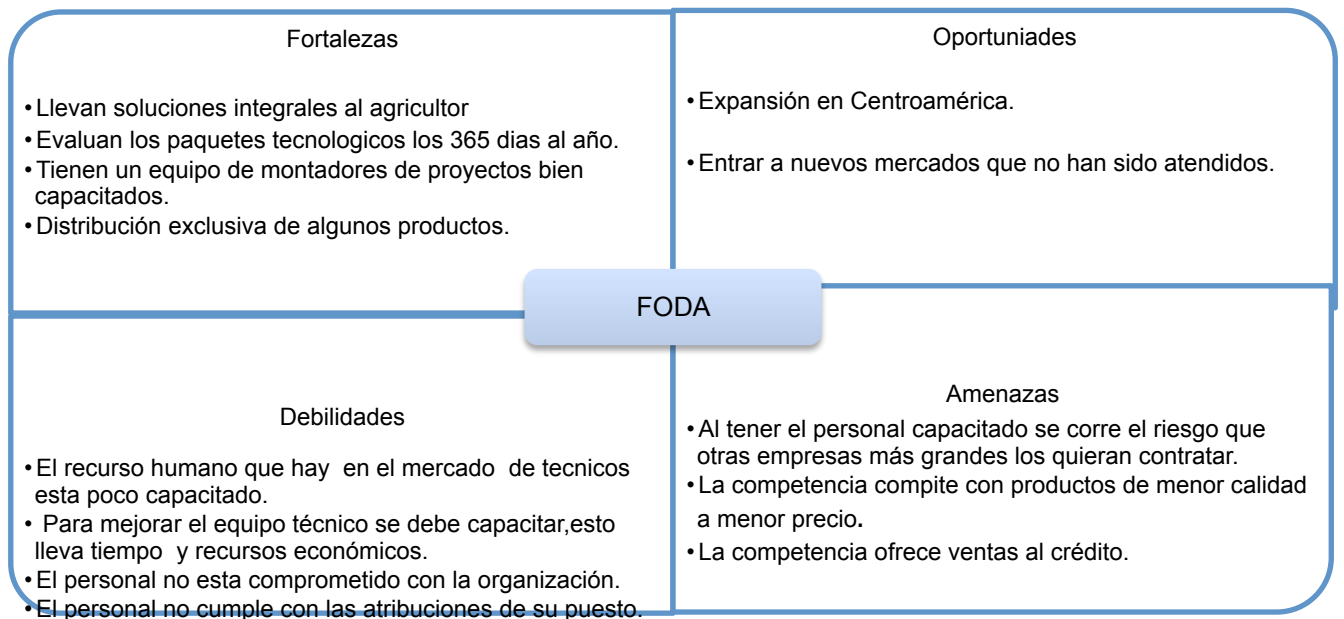 Fortalezas
•Llevan soluciones integrales al agricultor
•Evaluan los paquetes tecnologicos los 365 dias al año.
•Tienen un equipo de montadores de proyectos bien
capacitados.
•Distribución exclusiva de algunos productos.
Oportuniades
•Expansión en Centroamérica.
•Entrar a nuevos mercados que no han sido atendidos.
FODA
Debilidades
•El recurso humano que hay en el mercado de tecnicos
esta poco capacitado.
• Para mejorar el equipo técnico se debe capacitar,esto
lleva tiempo y recursos económicos.
•El personal no esta comprometido con la organización.
•El personal no cumple con las atribuciones de su puesto.
Amenazas
•Al tener el personal capacitado se corre el riesgo que
otras empresas más grandes los quieran contratar.
•La competencia compite con productos de menor calidad
a menor precio.
•La competencia ofrece ventas al crédito.